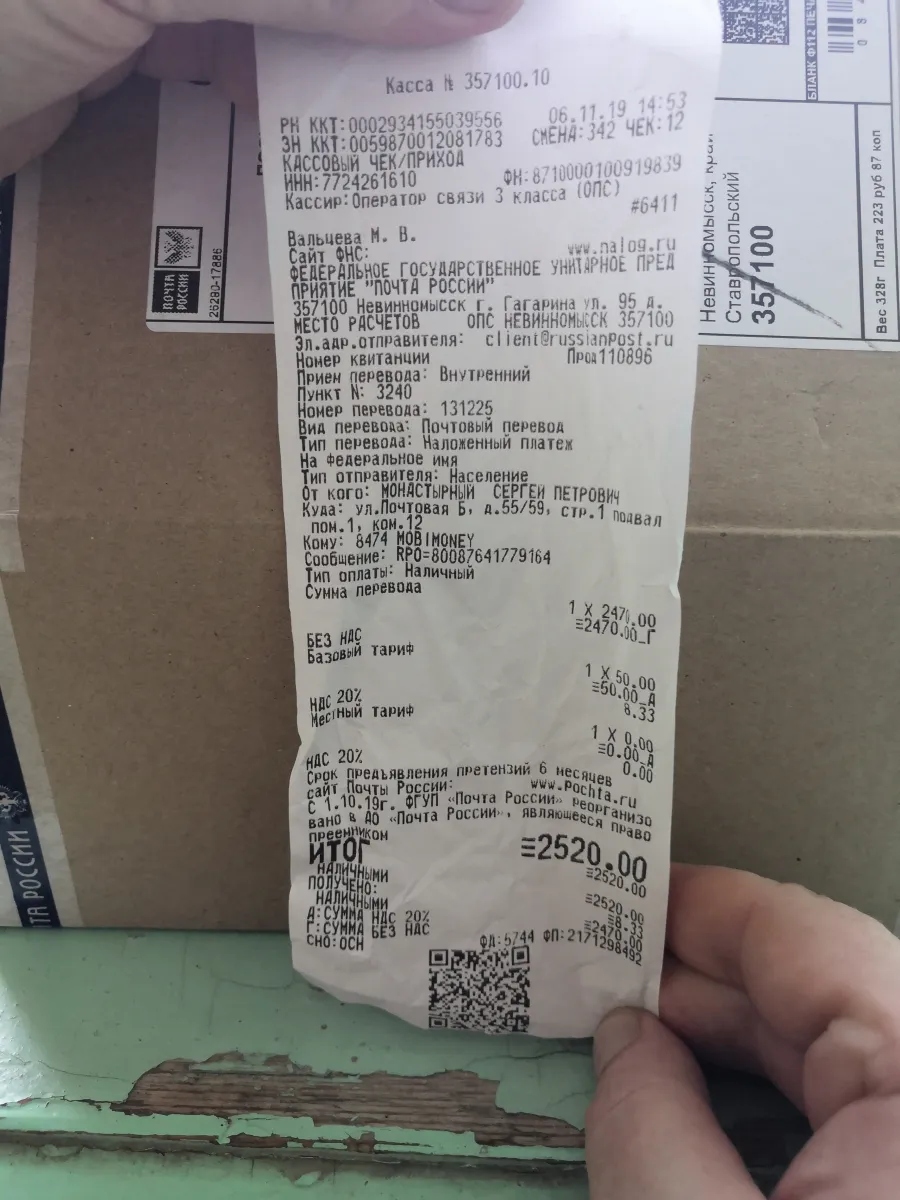 Касса № 357100.10
РН ККТ:0002934155039556 06.11.19 14:53
ЗН ККТ:0059870012081783 СМЕНА:342 ЧЕК:12
КАССОВЫЙ ЧЕК/ПРИХОД
ИНН:7724261610 ФН:8710000100919839
Кассир:Оператор связи 3 класса (ОПС)
#6411
Вальцева М. В.
Сайт ФНС: www.nalog.ru
ФЕДЕРАЛЬНОЕ ГОСУДАРСТВЕННОЕ УНИТАРНОЕ ПРЕД
ПРИЯТИЕ "ПОЧТА РОССИИ"
357100 Невинномысск г. Гагарина ул. 95 д.
МЕСТО РАСЧЕТОВ ОПС НЕВИННОМЫССК 357100
Эл.адр.отправителя: client@russianPost.ru
Номер квитанции Прод110896
Прием перевода: Внутренний
Пункт N: 3240
Номер перевода: 131225
Вид перевода: Почтовый перевод
Тип перевода: Наложенный платеж
На федеральное имя
Тип отправителя: Население
От кого: МОНАСТЫРНЫЙ СЕРГЕЙ ПЕТРОВИЧ
Куда: ул.Почтовая Б, д.55/59, стр.1 подвал
пом.1, ком.12
Кому: 8474 MOBIMONEY
Сообщение: RPO=80087641779164
Тип оплаты: Наличный
Сумма перевода
1 X 2470.00
≡2470.00_Г
БЕЗ НДС
Базовый тариф
1 X 50.00
≡50.00_А
НДС 20% 8.33
Местный тариф
1 X 0.00
≡0.00_А
НДС 20% 0.00
Срок предъявления претензий 6 месяцев
сайт Почты России: www.Pochta.ru
С 1.10.19г. ФГУП «Почта России» реорганизо
вано в АО «Почта России», являющееся право
преемником
ИТОГ ≡2520.00
НАЛИЧНЫМИ ≡2520.00
ПОЛУЧЕНО:
НАЛИЧНЫМИ ≡2520.00
А:СУММА НДС 20% ≡8.33
Г:СУММА БЕЗ НДС ≡2470.00
СНО:ОСН ФД:5744 ФП:2171298492
ПОЧТА
РОССИИ
26280-17886
БЛАНК Ф112
Невинномысск, край
Ставропольский
357100
Вес 328г Плата 223 руб 87 коп
ТА РОССИИ